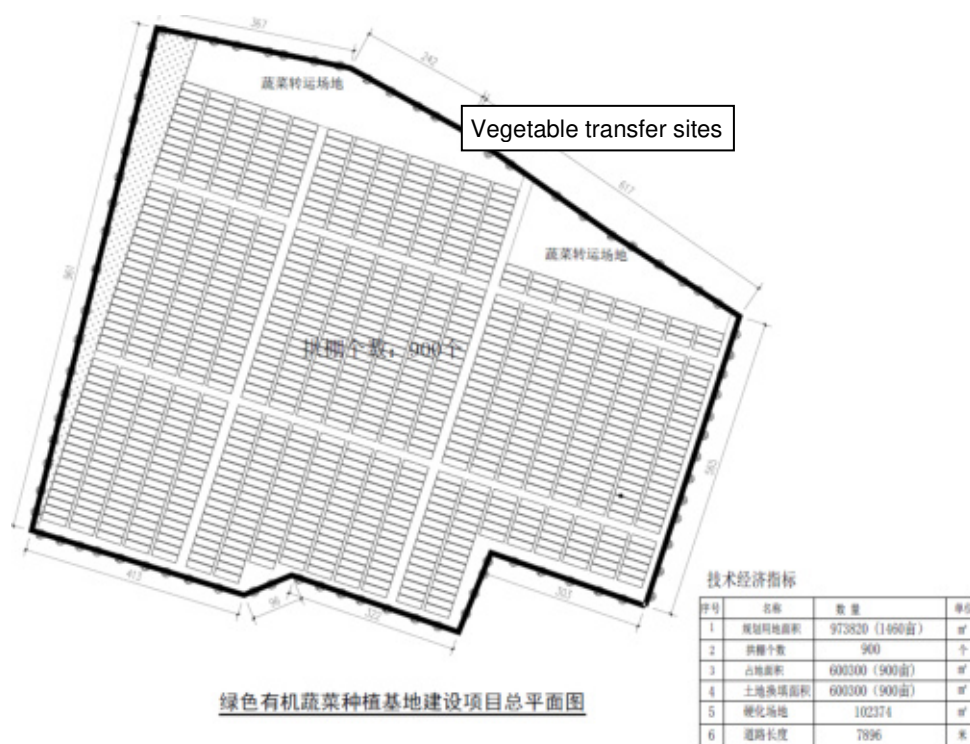 367
242
蔬菜转运场地
Vegetable transfer sites
617
蔬菜转运场地
拱棚个数：900个
563
413
96
322
303
绿色有机蔬菜种植基地建设项目总平面图
技术经济指标
序号 名称 数量 单位
1 规划用地面积 973820（1460亩） ㎡
2 拱棚个数 900 个
3 占地面积 600300（900亩） ㎡
4 土地换填面积 600300（900亩） ㎡
5 硬化场地 102374 ㎡
6 道路长度 7896 米